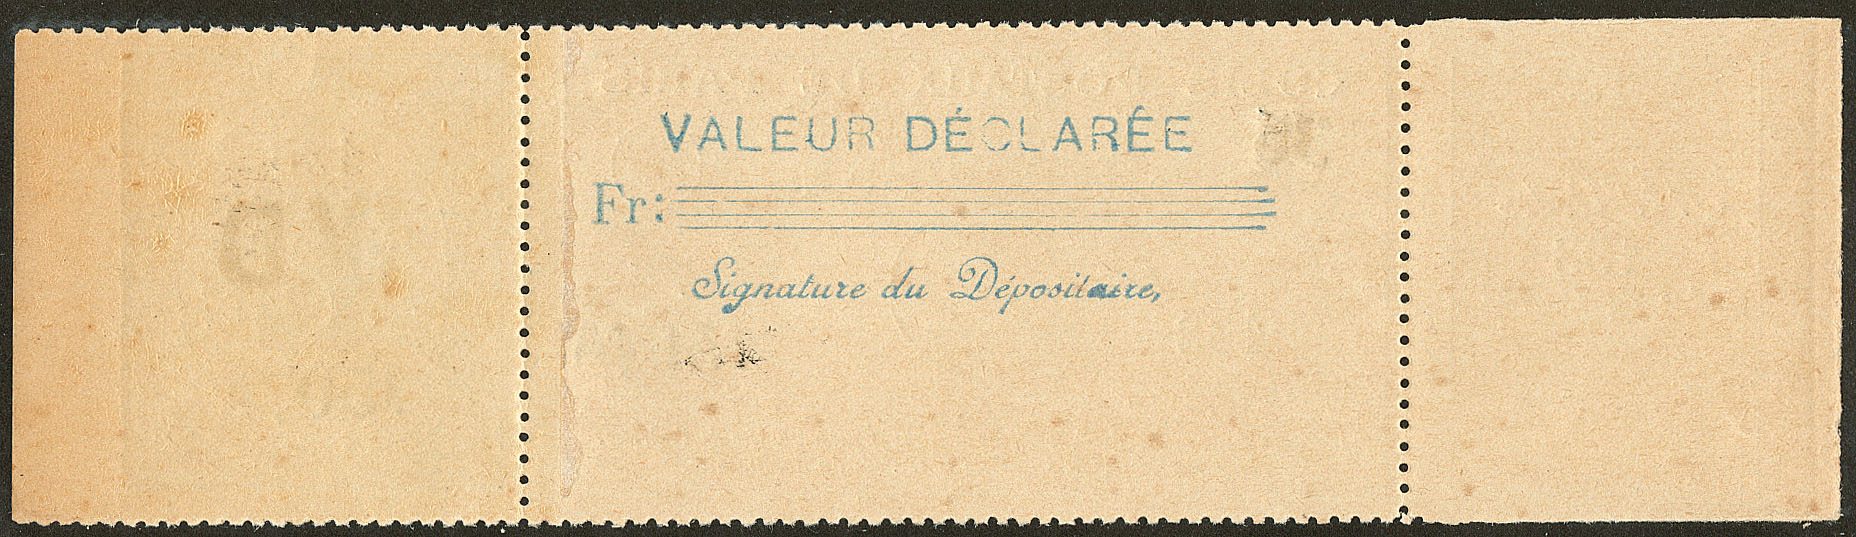 VALEUR DÉCLARÉE
Fr:
Signature du Dépositaire,